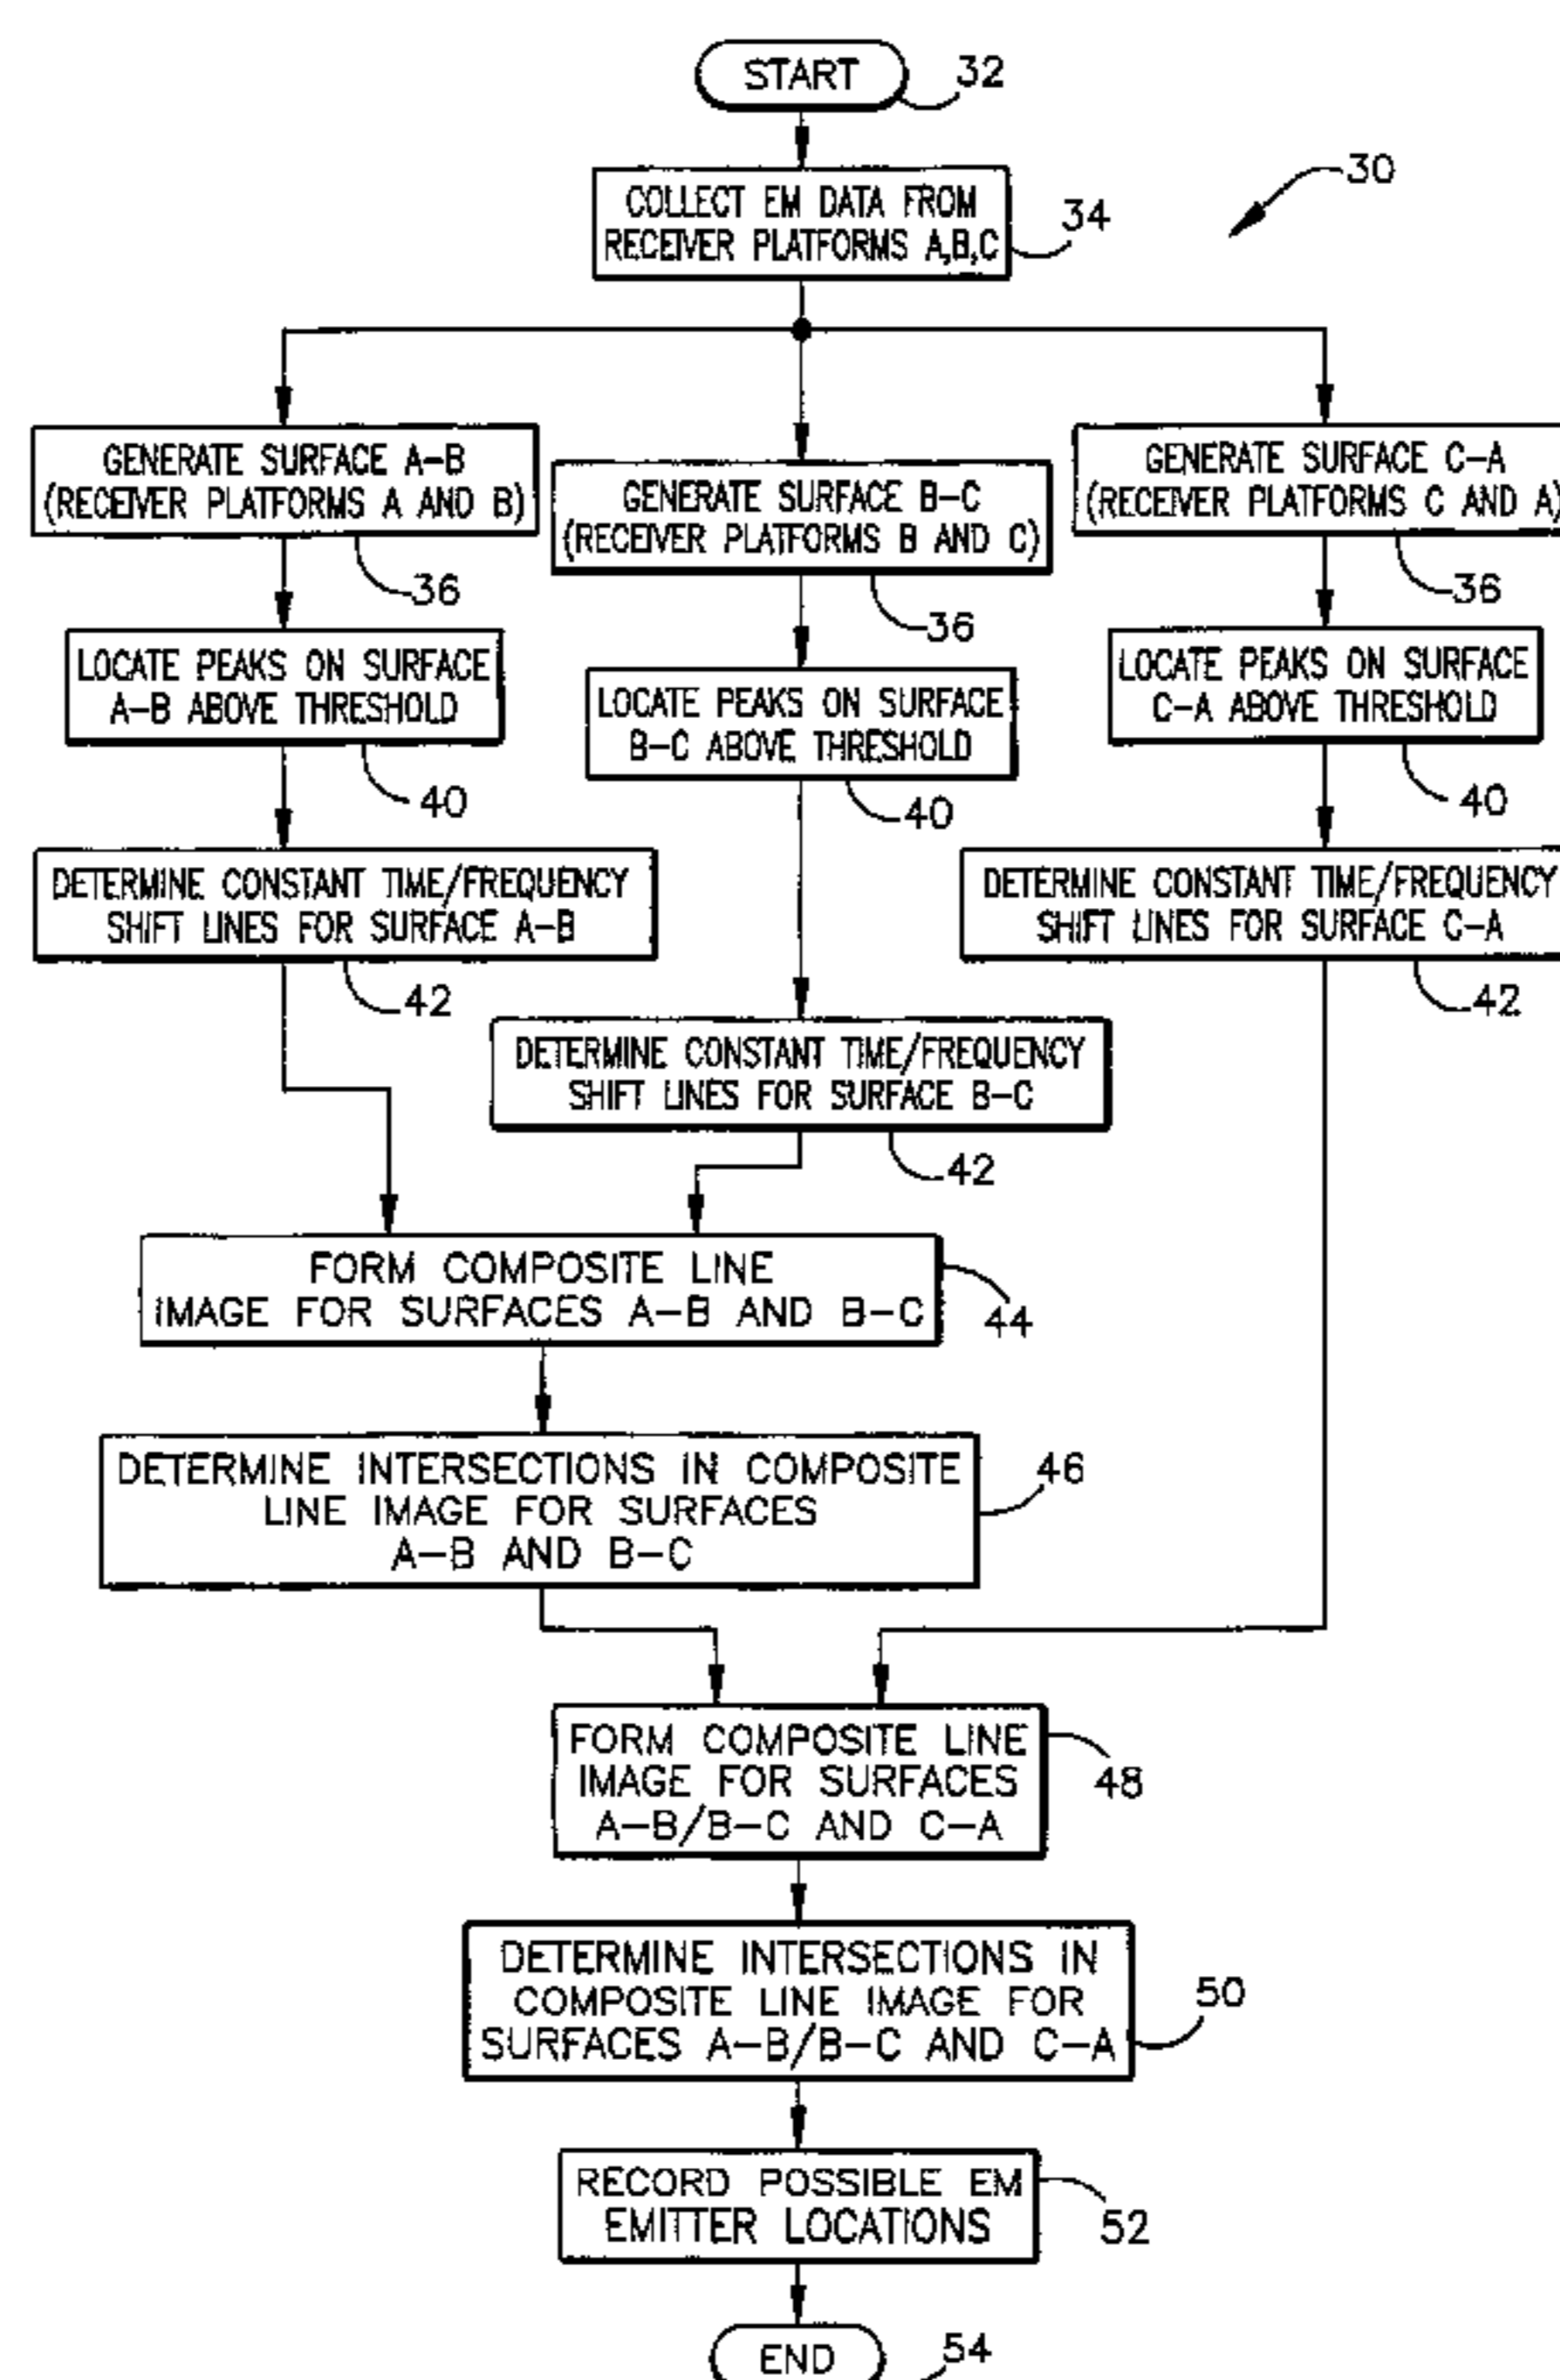 START
32
30
COLLECT EM DATA FROM
RECEIVER PLATFORMS A,B,C
34
GENERATE SURFACE A-B
(RECEIVER PLATFORMS A AND B)
36
GENERATE SURFACE B-C
(RECEIVER PLATFORMS B AND C)
36
GENERATE SURFACE C-A
(RECEIVER PLATFORMS C AND A)
36
LOCATE PEAKS ON SURFACE
A-B ABOVE THRESHOLD
40
LOCATE PEAKS ON SURFACE
B-C ABOVE THRESHOLD
40
LOCATE PEAKS ON SURFACE
C-A ABOVE THRESHOLD
40
DETERMINE CONSTANT TIME/FREQUENCY
SHIFT LINES FOR SURFACE A-B
42
DETERMINE CONSTANT TIME/FREQUENCY
SHIFT LINES FOR SURFACE B-C
42
DETERMINE CONSTANT TIME/FREQUENCY
SHIFT LINES FOR SURFACE C-A
42
FORM COMPOSITE LINE
IMAGE FOR SURFACES A-B AND B-C
44
DETERMINE INTERSECTIONS IN COMPOSITE
LINE IMAGE FOR SURFACES
A-B AND B-C
46
FORM COMPOSITE LINE
IMAGE FOR SURFACES
A-B/B-C AND C-A
48
DETERMINE INTERSECTIONS IN
COMPOSITE LINE IMAGE FOR
SURFACES A-B/B-C AND C-A
50
RECORD POSSIBLE EM
EMITTER LOCATIONS
52
END
54